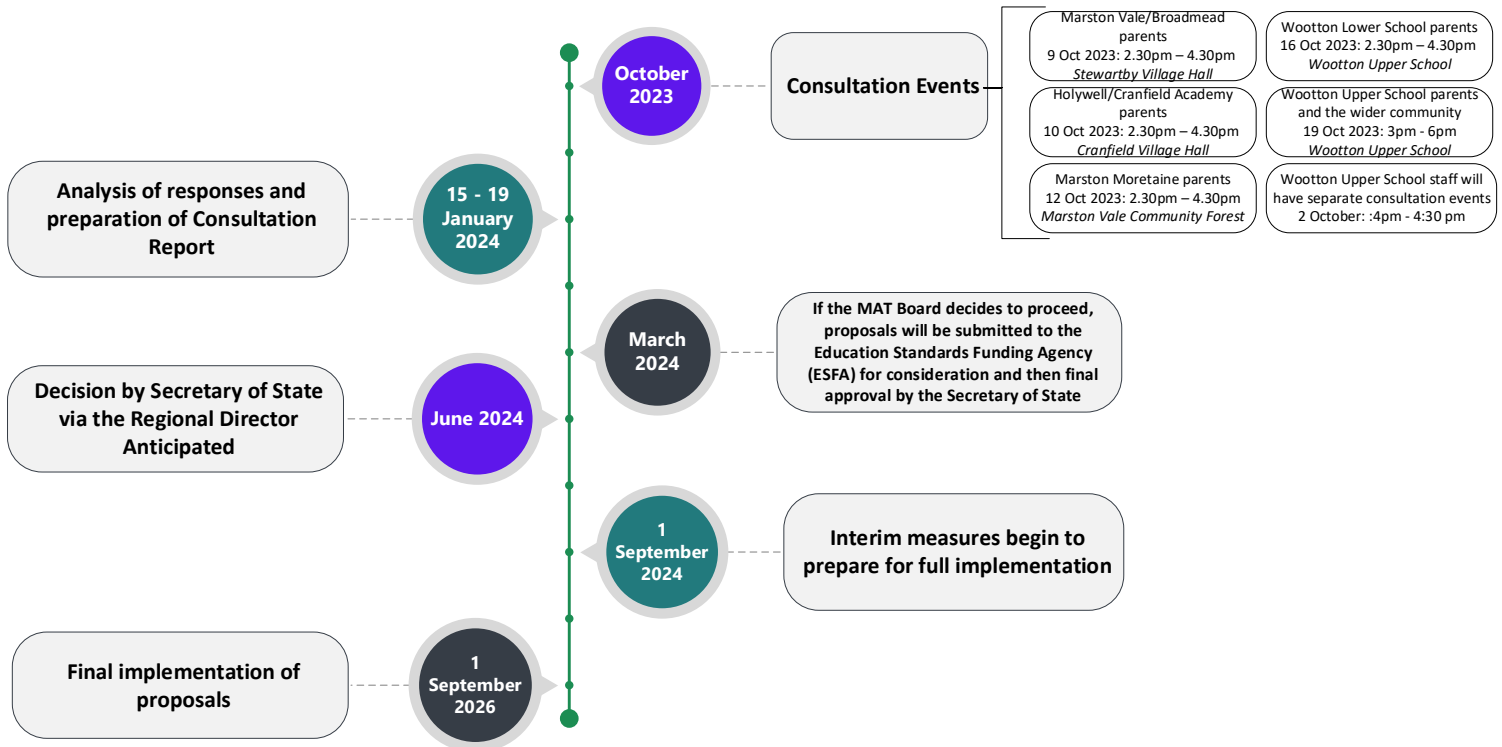 October
2023
Consultation Events
Marston Vale/Broadmead
parents
9 Oct 2023: 2.30pm – 4.30pm
Stewartby Village Hall
Wootton Lower School parents
16 Oct 2023: 2.30pm – 4.30pm
Wootton Upper School
Holywell/Cranfield Academy
parents
10 Oct 2023: 2.30pm – 4.30pm
Cranfield Village Hall
Wootton Upper School parents
and the wider community
19 Oct 2023: 3pm - 6pm
Wootton Upper School
Marston Moretaine parents
12 Oct 2023: 2.30pm – 4.30pm
Marston Vale Community Forest
Wootton Upper School staff will
have separate consultation events
2 October: :4pm - 4:30 pm
15 - 19
January
2024
Analysis of responses and
preparation of Consultation
Report
March
2024
If the MAT Board decides to proceed,
proposals will be submitted to the
Education Standards Funding Agency
(ESFA) for consideration and then final
approval by the Secretary of State
June 2024
Decision by Secretary of State
via the Regional Director
Anticipated
1
September
2024
Interim measures begin to
prepare for full implementation
1
September
2026
Final implementation of
proposals